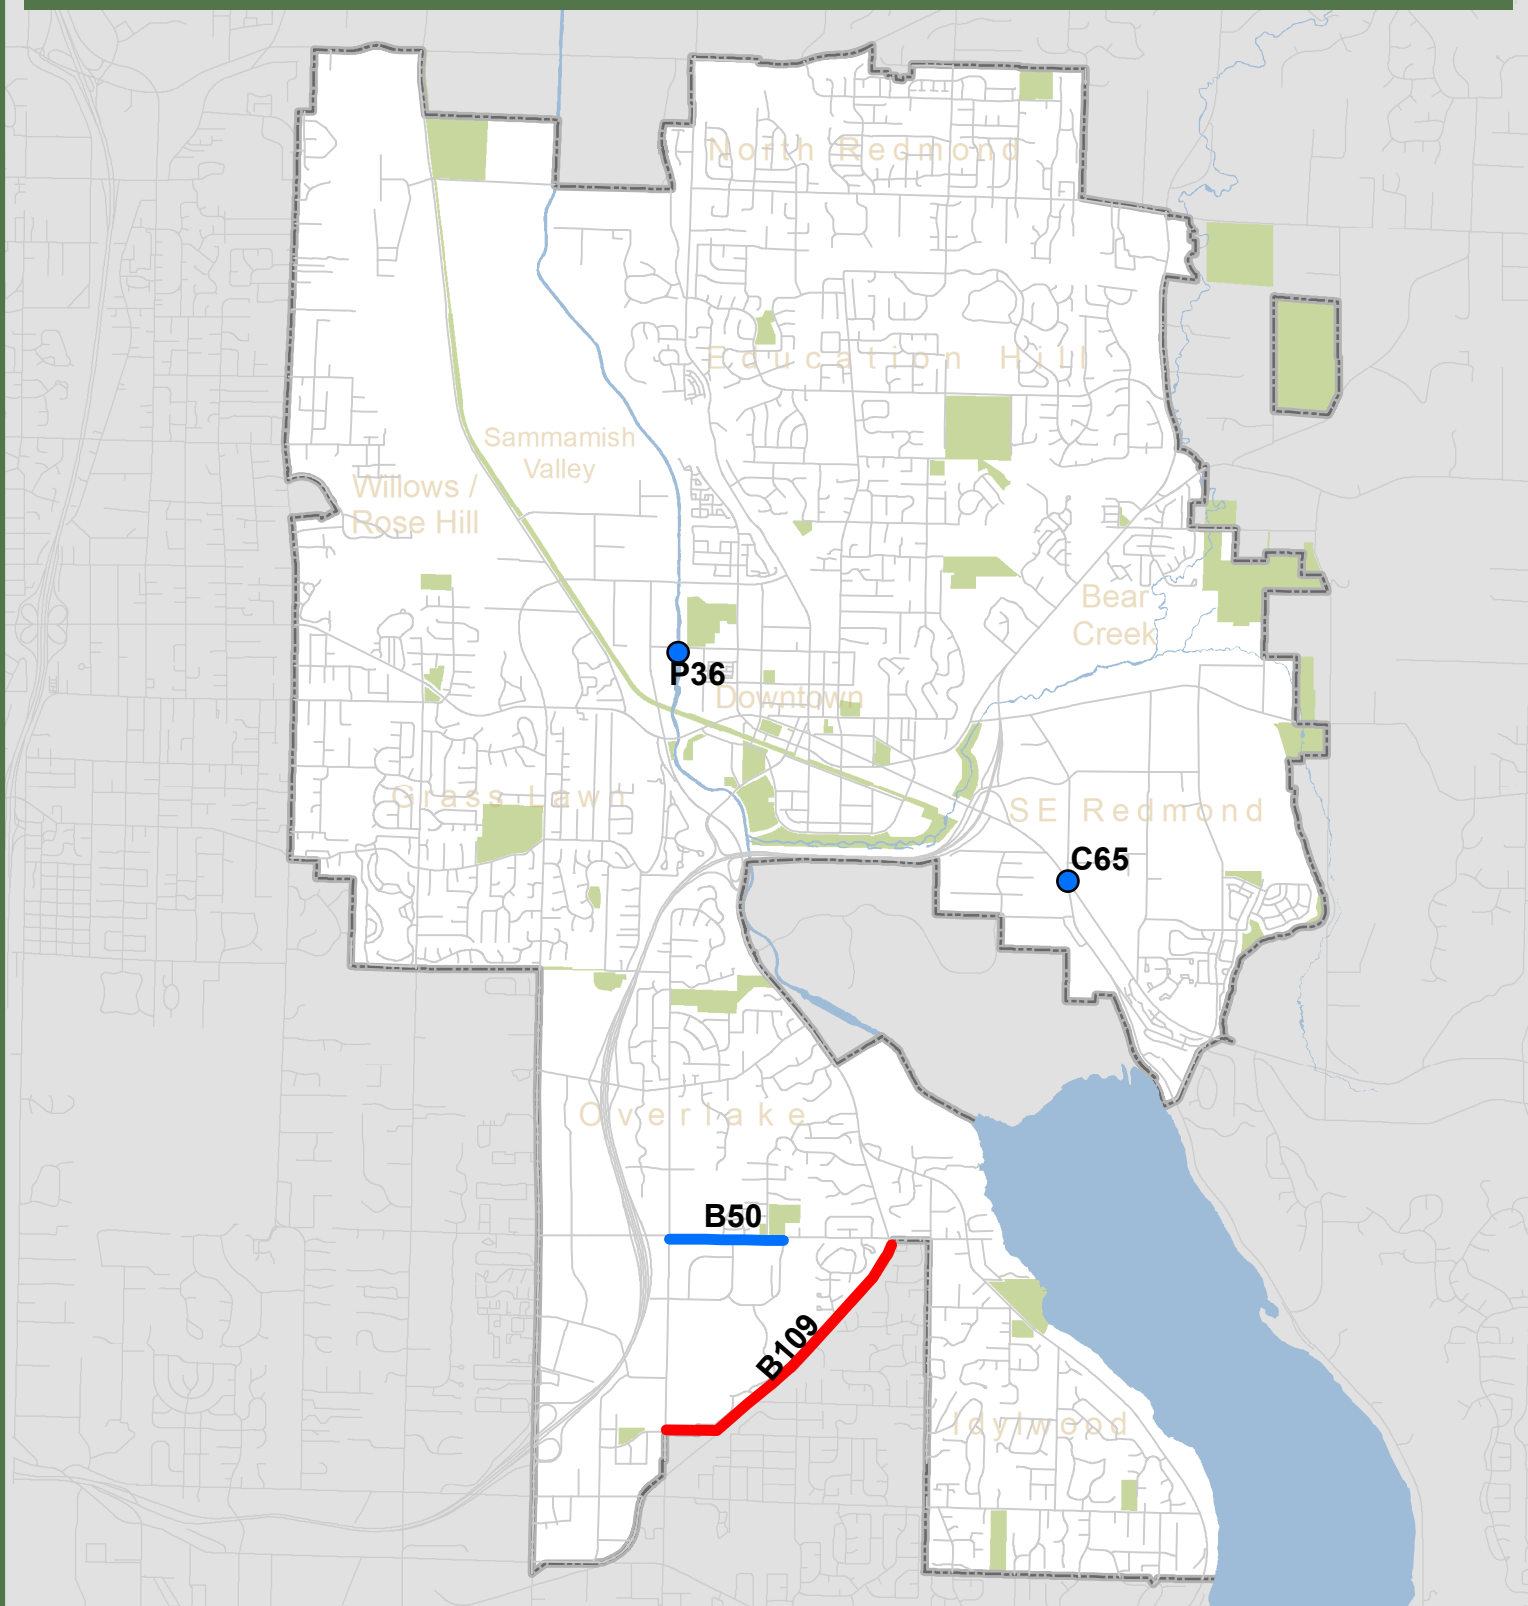 North Redmond
Education Hill
Sammamish
Valley
Willows /
Rose Hill
Bear
Creek
P36
Downtown
Grass Lawn
SE Redmond
C65
Overlake
B50
B109
Idylwood